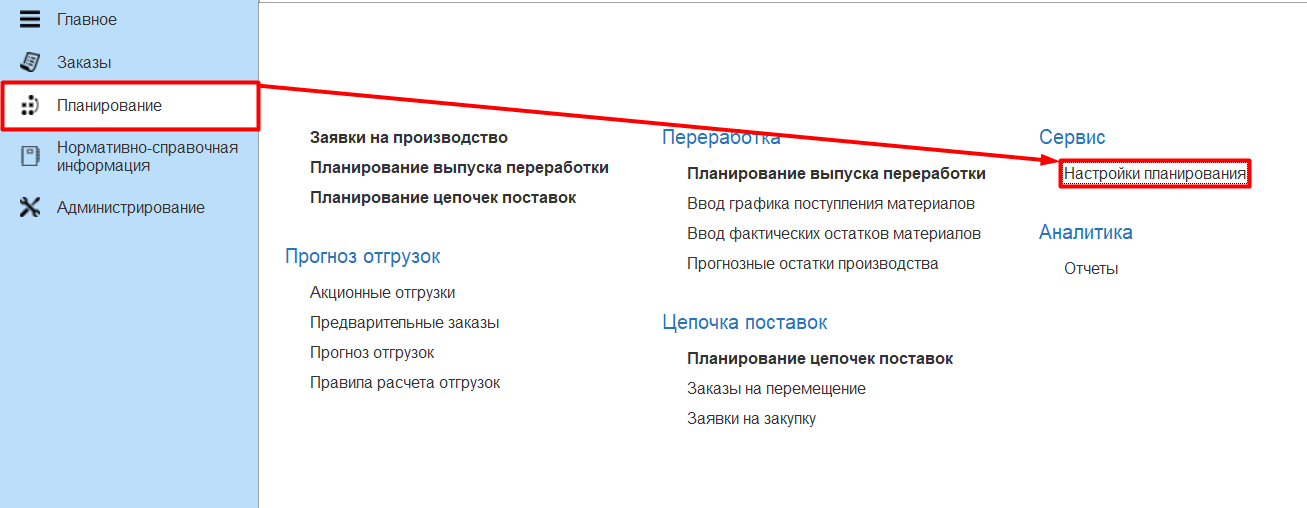 Главное
Заказы
Планирование
Нормативно-справочная
информация
Администрирование
Заявки на производство
Планирование выпуска переработки
Планирование цепочек поставок
Прогноз отгрузок
Акционные отгрузки
Предварительные заказы
Прогноз отгрузок
Правила расчета отгрузок
Переработка
Планирование выпуска переработки
Ввод графика поступления материалов
Ввод фактических остатков материалов
Прогнозные остатки производства
Цепочка поставок
Планирование цепочек поставок
Заказы на перемещение
Заявки на закупку
Сервис
Настройки планирования
Аналитика
Отчеты